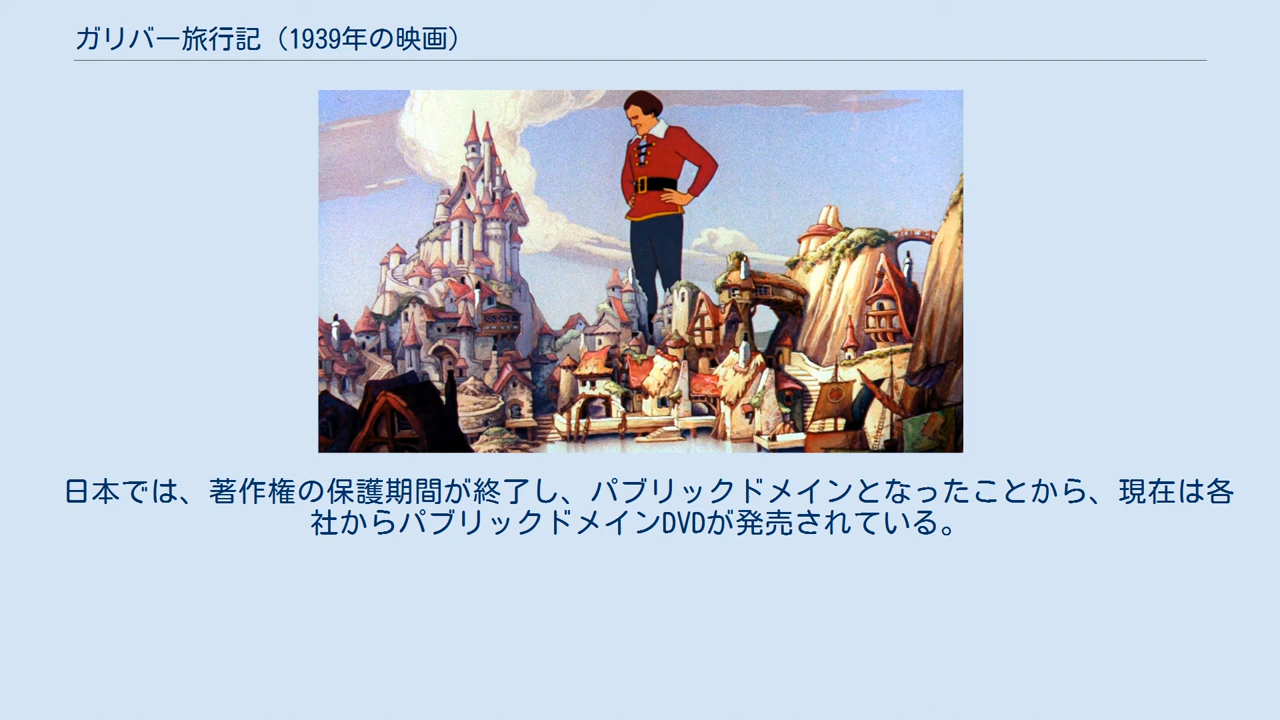 ガリバー旅行記（1939年の映画）
日本では、著作権の保護期間が終了し、パブリックドメインとなったことから、現在は各
社からパブリックドメインDVDが発売されている。